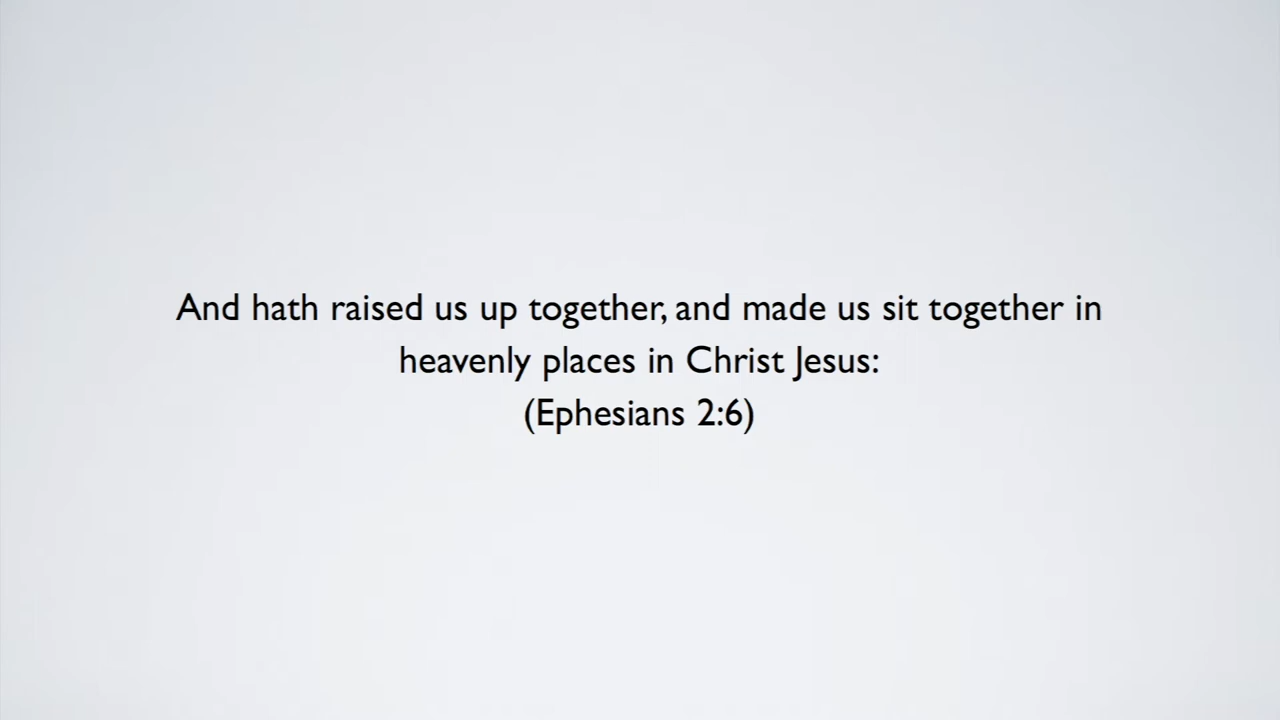 And hath raised us up together, and made us sit together in
heavenly places in Christ Jesus:
(Ephesians 2:6)